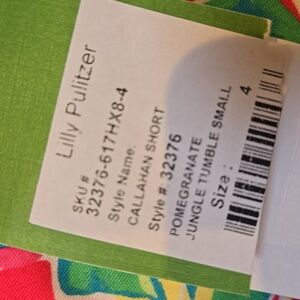 Lilly Pulitzer
SKU #
32376-617HX8-4
Style Name:
CALLAHAN SHORT
Style #: 32376
POMEGRANATE
JUNGLE TUMBLE SMALL
Size : 4